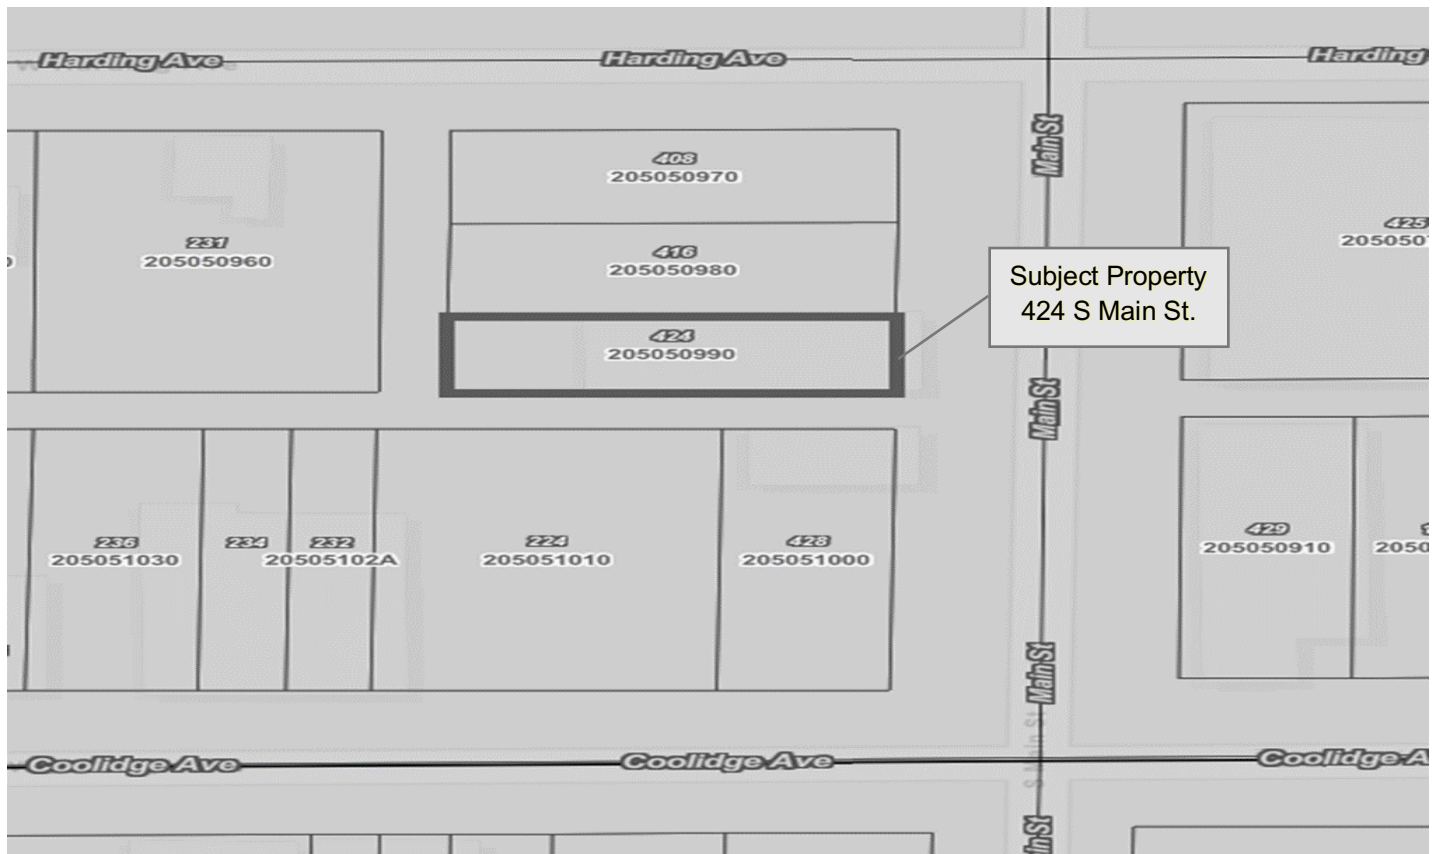 Harding Ave
Harding Ave
Harding
Main St
408
205050970
231
205050960
416
205050980
425
Subject Property
424 S Main St.
424
205050990
Main St
236
205051030
234
232
20505102A
224
205051010
428
205051000
429
205050910
Main St
S Main St
Coolidge Ave
Coolidge Ave
Coolidge